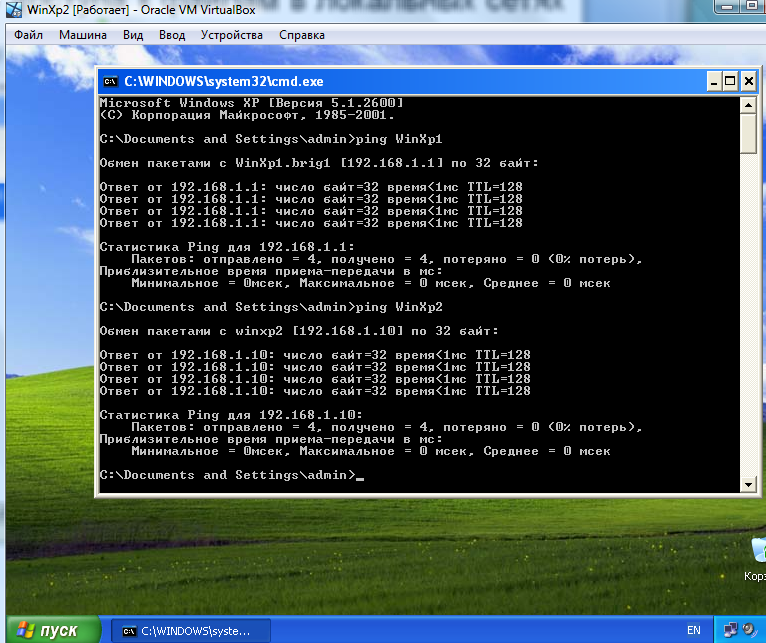 в локальных сетях
WinXp2 [Работает] - Oracle VM VirtualBox
Файл Машина Вид Ввод Устройства Справка
C:\WINDOWS\system32\cmd.exe
Microsoft Windows XP [Версия 5.1.2600]
(C) Корпорация Майкрософт, 1985-2001.
C:\Documents and Settings\admin>ping WinXp1
Обмен пакетами с WinXp1.brig1 [192.168.1.1] по 32 байт:
Ответ от 192.168.1.1: число байт=32 время<1мс TTL=128
Ответ от 192.168.1.1: число байт=32 время<1мс TTL=128
Ответ от 192.168.1.1: число байт=32 время<1мс TTL=128
Ответ от 192.168.1.1: число байт=32 время<1мс TTL=128
Статистика Ping для 192.168.1.1:
Пакетов: отправлено = 4, получено = 4, потеряно = 0 (0% потерь),
Приблизительное время приема-передачи в мс:
Минимальное = 0мсек, Максимальное = 0 мсек, Среднее = 0 мсек
C:\Documents and Settings\admin>ping WinXp2
Обмен пакетами с winxp2 [192.168.1.10] по 32 байт:
Ответ от 192.168.1.10: число байт=32 время<1мс TTL=128
Ответ от 192.168.1.10: число байт=32 время<1мс TTL=128
Ответ от 192.168.1.10: число байт=32 время<1мс TTL=128
Ответ от 192.168.1.10: число байт=32 время<1мс TTL=128
Статистика Ping для 192.168.1.10:
Пакетов: отправлено = 4, получено = 4, потеряно = 0 (0% потерь),
Приблизительное время приема-передачи в мс:
Минимальное = 0мсек, Максимальное = 0 мсек, Среднее = 0 мсек
C:\Documents and Settings\admin>_
Корз
пуск C:\WINDOWS\syste... EN